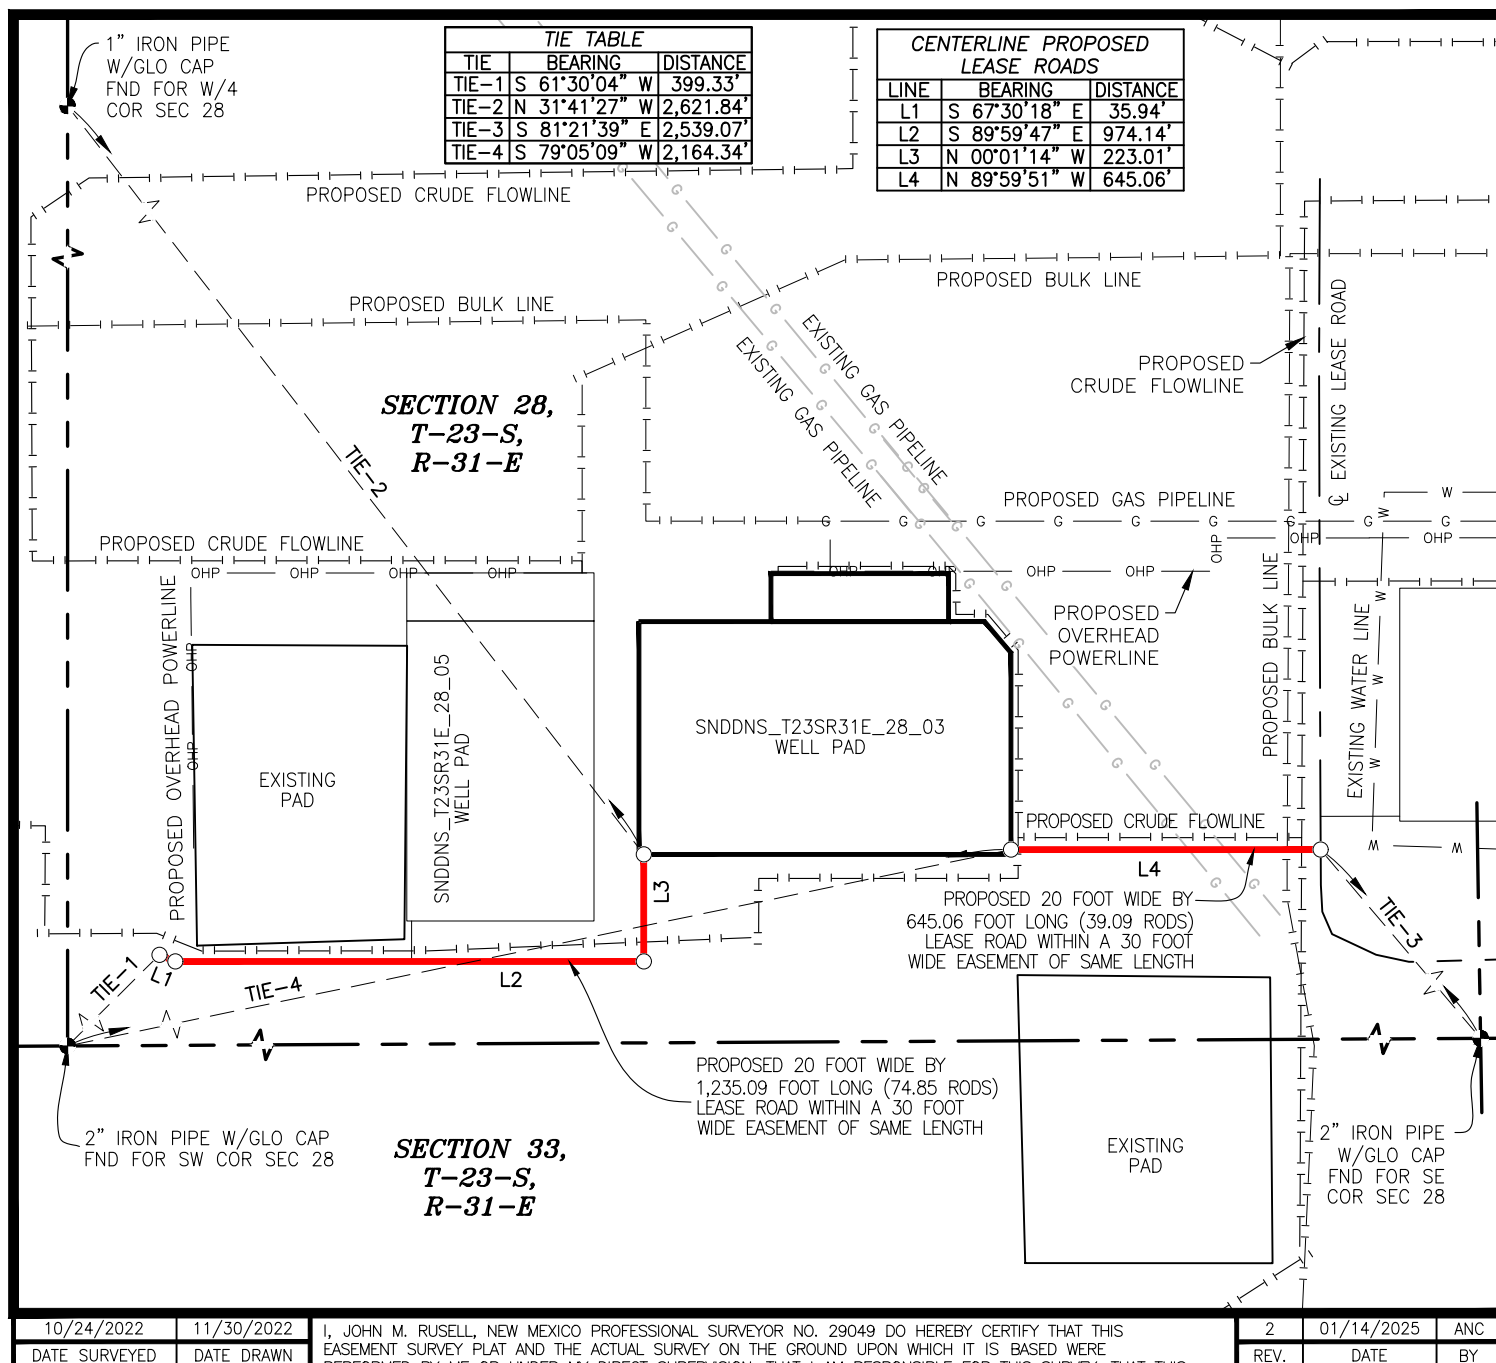 1" IRON PIPE
W/GLO CAP
FND FOR W/4
COR SEC 28
TIE TABLE
TIE BEARING DISTANCE
TIE-1 S 61°30'04" W 399.33'
TIE-2 N 31°41'27" W 2,621.84'
TIE-3 S 81°21'39" E 2,539.07'
TIE-4 S 79°05'09" W 2,164.34'
CENTERLINE PROPOSED
LEASE ROADS
LINE BEARING DISTANCE
L1 S 67°30'18" E 35.94'
L2 S 89°59'47" E 974.14'
L3 N 00°01'14" W 223.01'
L4 N 89°59'51" W 645.06'
PROPOSED CRUDE FLOWLINE
PROPOSED BULK LINE
PROPOSED BULK LINE
EXISTING GAS PIPELINE
EXISTING GAS PIPELINE
G G G G G G G G G G G G G G G G G G G G G G
PROPOSED
CRUDE FLOWLINE
℄ EXISTING LEASE ROAD
SECTION 28,
T-23-S,
R-31-E
TIE-2
PROPOSED GAS PIPELINE
G G G G G G G G G
W W W W W W W W
PROPOSED CRUDE FLOWLINE
OHP OHP OHP OHP
OHP OHP OHP OHP
OHP OHP OHP
OHP OHP
PROPOSED
OVERHEAD
POWERLINE
PROPOSED OVERHEAD POWERLINE
PROPOSED BULK LINE
EXISTING WATER LINE
EXISTING
PAD
SNDDNS_T23SR31E_28_05
WELL PAD
SNDDNS_T23SR31E_28_03
WELL PAD
PROPOSED CRUDE FLOWLINE
L4
L3
PROPOSED 20 FOOT WIDE BY
645.06 FOOT LONG (39.09 RODS)
LEASE ROAD WITHIN A 30 FOOT
WIDE EASEMENT OF SAME LENGTH
TIE-3
TIE-1
L1
TIE-4
L2
PROPOSED 20 FOOT WIDE BY
1,235.09 FOOT LONG (74.85 RODS)
LEASE ROAD WITHIN A 30 FOOT
WIDE EASEMENT OF SAME LENGTH
2" IRON PIPE W/GLO CAP
FND FOR SW COR SEC 28
SECTION 33,
T-23-S,
R-31-E
EXISTING
PAD
2" IRON PIPE
W/GLO CAP
FND FOR SE
COR SEC 28
10/24/2022 11/30/2022
DATE SURVEYED DATE DRAWN
I, JOHN M. RUSELL, NEW MEXICO PROFESSIONAL SURVEYOR NO. 29049 DO HEREBY CERTIFY THAT THIS
EASEMENT SURVEY PLAT AND THE ACTUAL SURVEY ON THE GROUND UPON WHICH IT IS BASED WERE
2 01/14/2025 ANC
REV. DATE BY